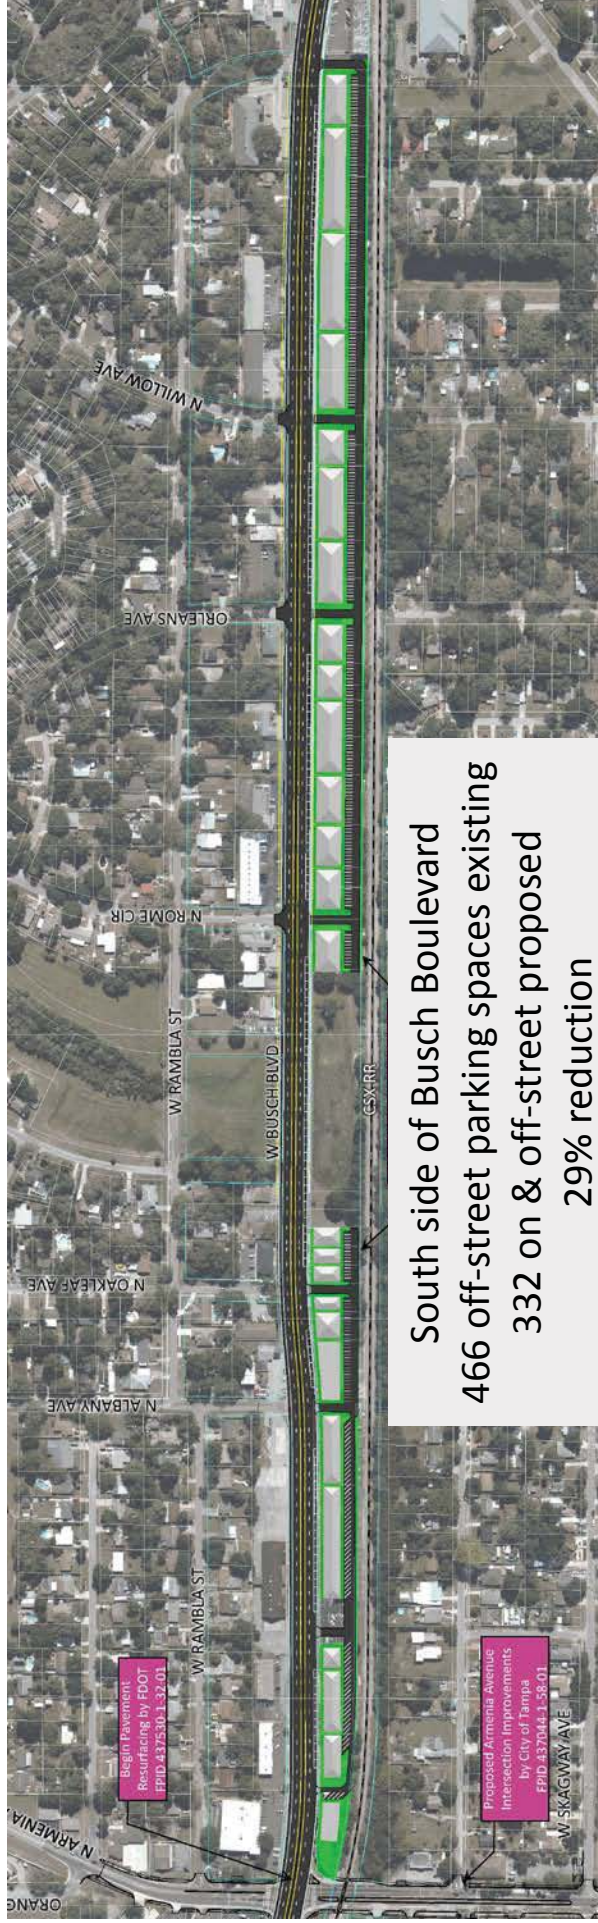 ORANG
N ARMENIA A
Begin Pavement
Resurfacing by FDOT
FPID 437530-1-32.01
W RAMBLA ST
N ALBANY AVE
N OAKLEAF AVE
W RAMBLA ST
W BUSCH BLVD
N ROME CIR
ORLEANS AVE
N WILLOW AVE
CSX RR
Proposed Armenia Avenue
Intersection Improvements
by City of Tampa
FPID 437044-1-58-01
W SKAGWAY AVE
South side of Busch Boulevard
466 off-street parking spaces existing
332 on & off-street proposed
29% reduction